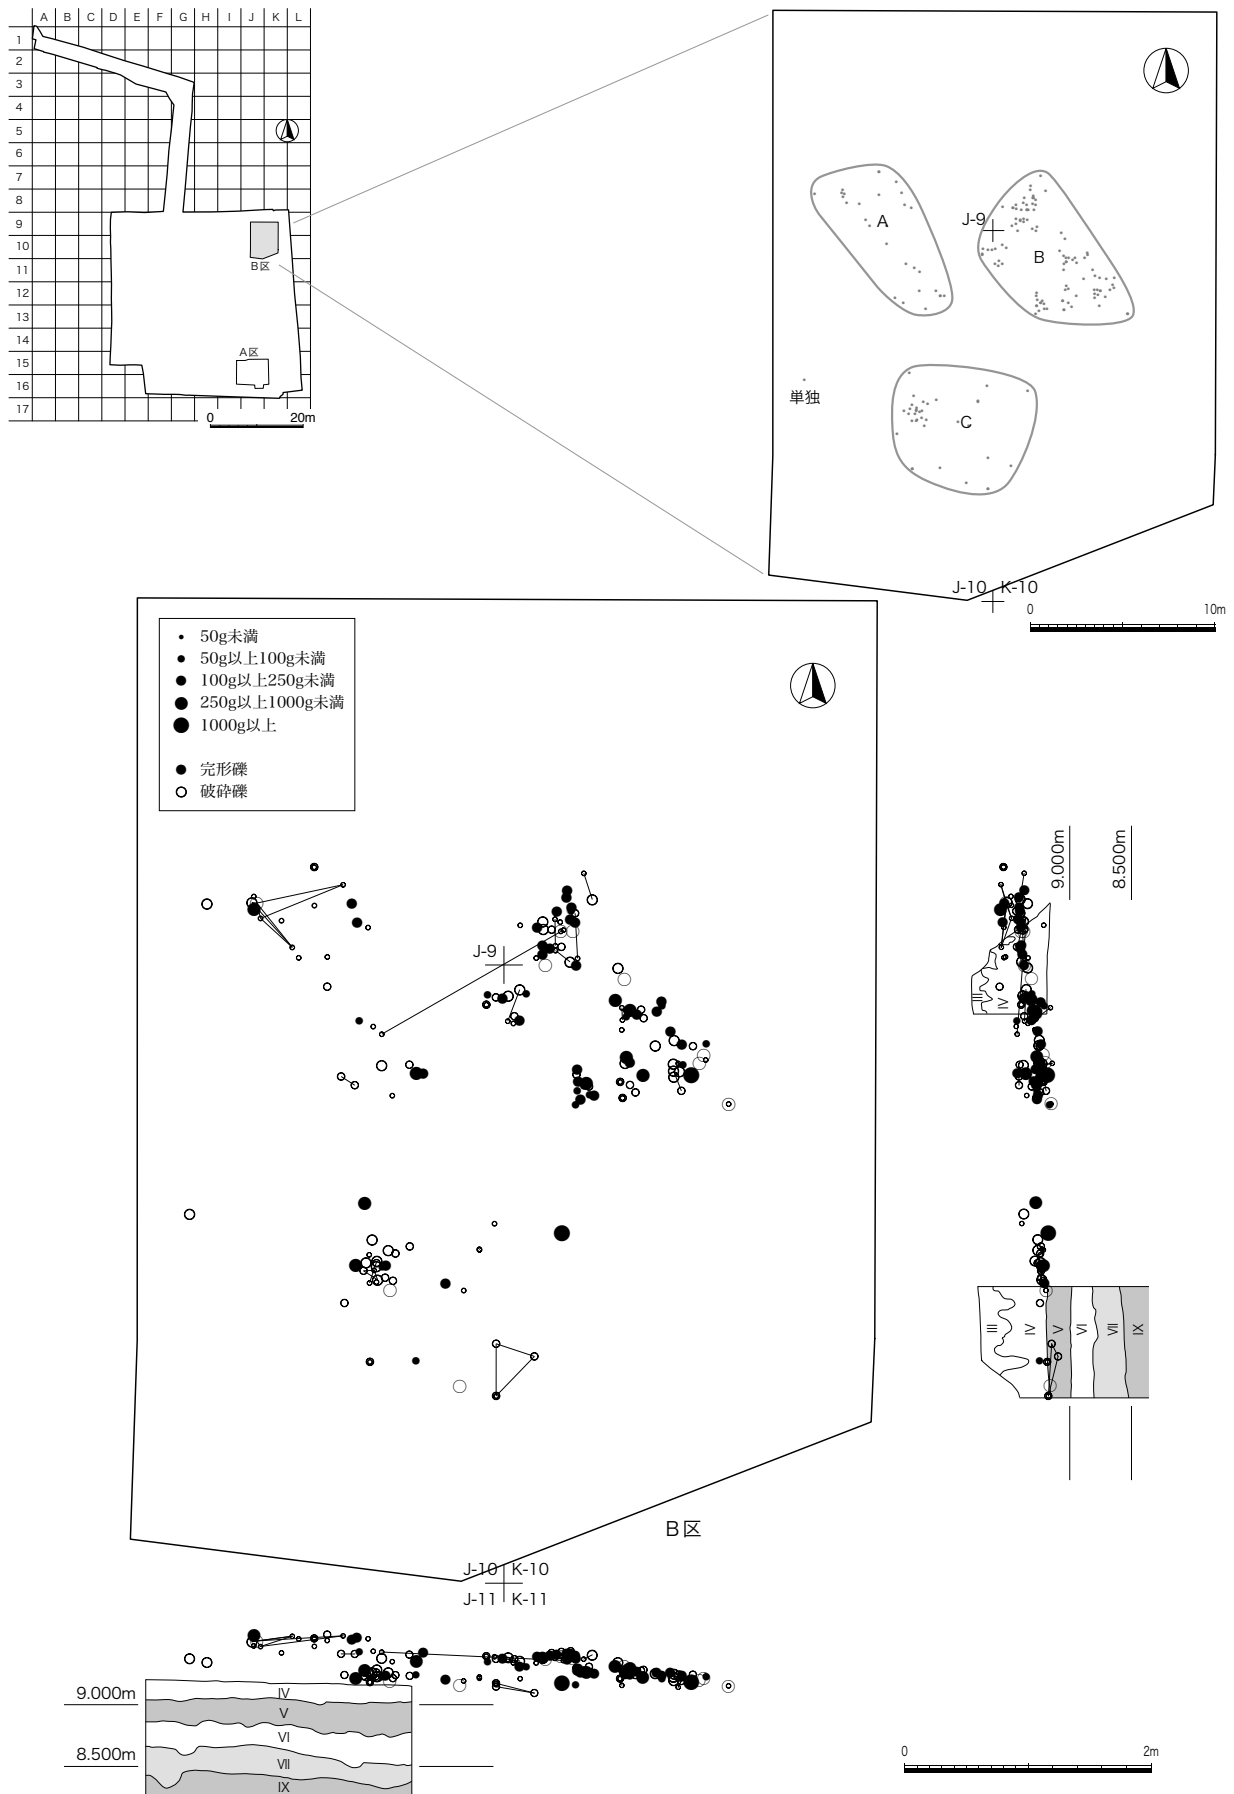 A B C D E F G H I J K L
1
2
3
4
5
6
7
8
9
10
11
12
13
14
15
16
17
B区
A区
0 20m
A
J-9
B
単独
C
J-10 K-10
0 10m
50g未満
50g以上100g未満
100g以上250g未満
250g以上1000g未満
1000g以上
完形礫
破砕礫
J-9
9.000m
8.500m
III
IV
III
IV
V
VI
VII
IX
B区
J-10 K-10
J-11 K-11
9.000m
8.500m
IV
V
VI
VII
IX
0 2m